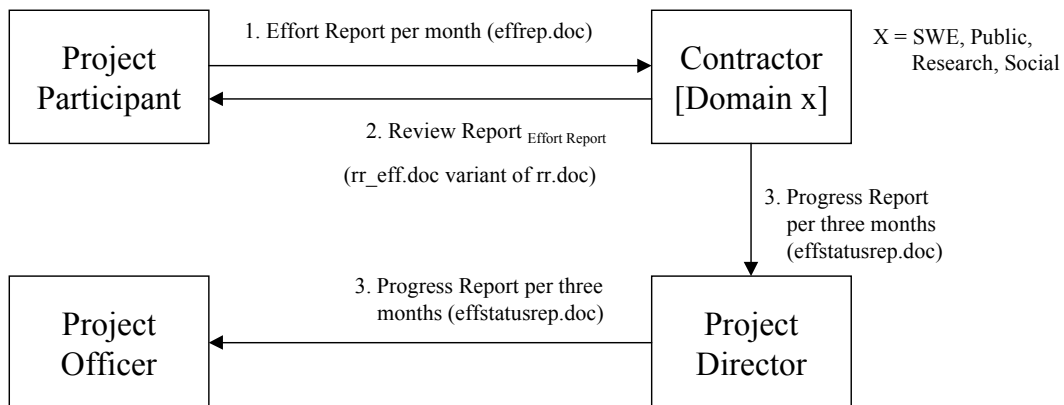 1. Effort Report per month (effrep.doc)
Project
Participant
Contractor
[Domain x]
X = SWE, Public,
Research, Social
2. Review Report Effort Report
(rr_eff.doc variant of rr.doc)
3. Progress Report
per three months
(effstatusrep.doc)
3. Progress Report per three
months (effstatusrep.doc)
Project
Officer
Project
Director